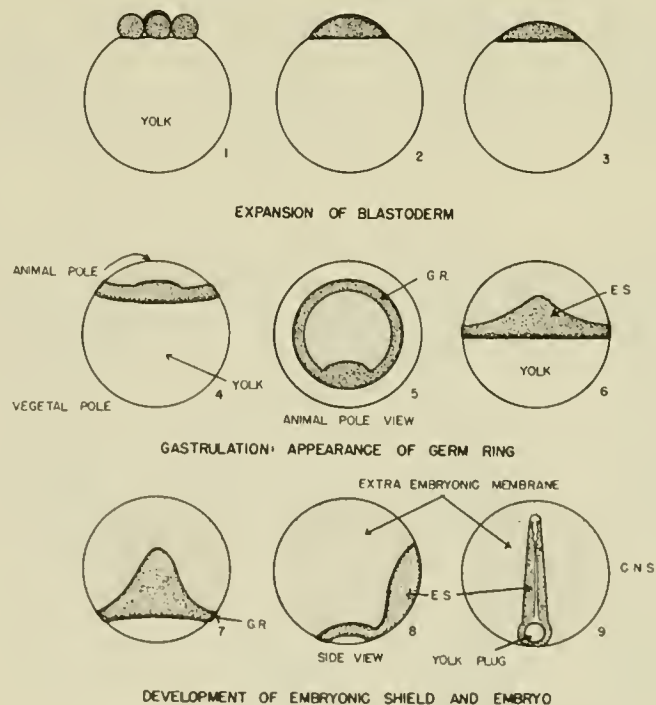 YOLK
1
2
3
EXPANSION OF BLASTODERM
ANIMAL POLE
G R
E S
YOLK
YOLK
VEGETAL POLE
4
5
6
ANIMAL POLE VIEW
GASTRULATION: APPEARANCE OF GERM RING
EXTRA EMBRYONIC MEMBRANE
C N S
E S
G R
7
8
9
SIDE VIEW
YOLK PLUG
DEVELOPMENT OF EMBRYONIC SHIELD AND EMBRYO